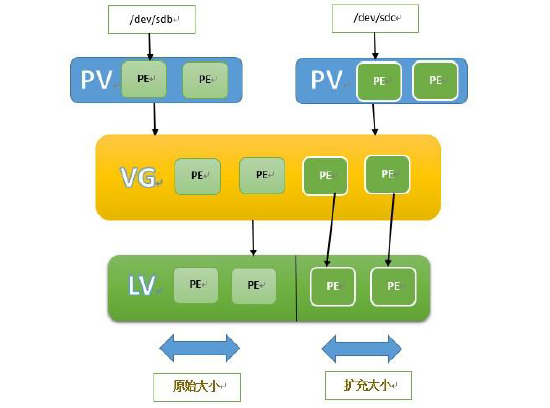 /dev/sdb
/dev/sdc
PV PE PE
PV PE PE
VG PE PE PE PE
LV PE PE PE PE
原始大小
扩充大小